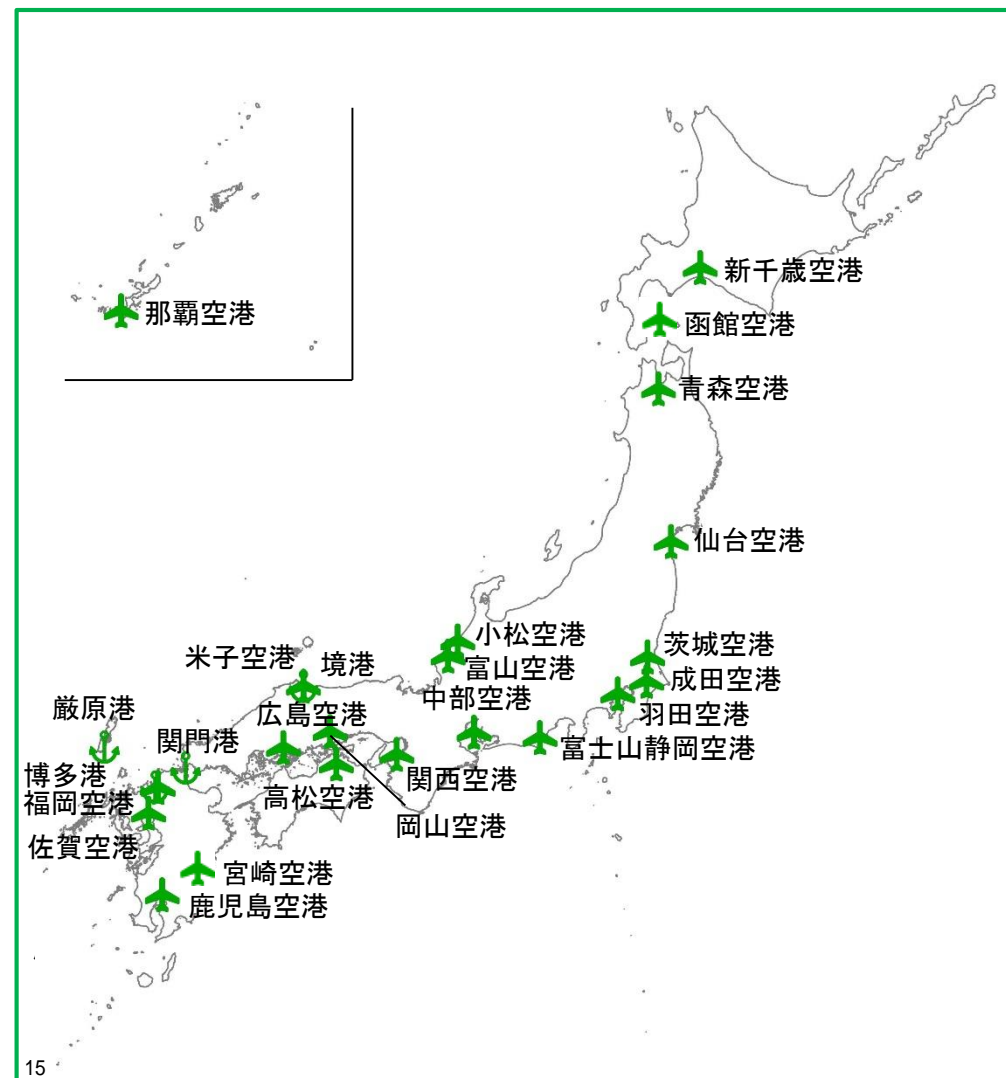 新千歳空港
那覇空港
函館空港
青森空港
仙台空港
小松空港
茨城空港
米子空港
境港
富山空港
成田空港
中部空港
厳原港
広島空港
羽田空港
関門港
富士山静岡空港
博多港
関西空港
福岡空港
高松空港
岡山空港
佐賀空港
宮崎空港
鹿児島空港
15